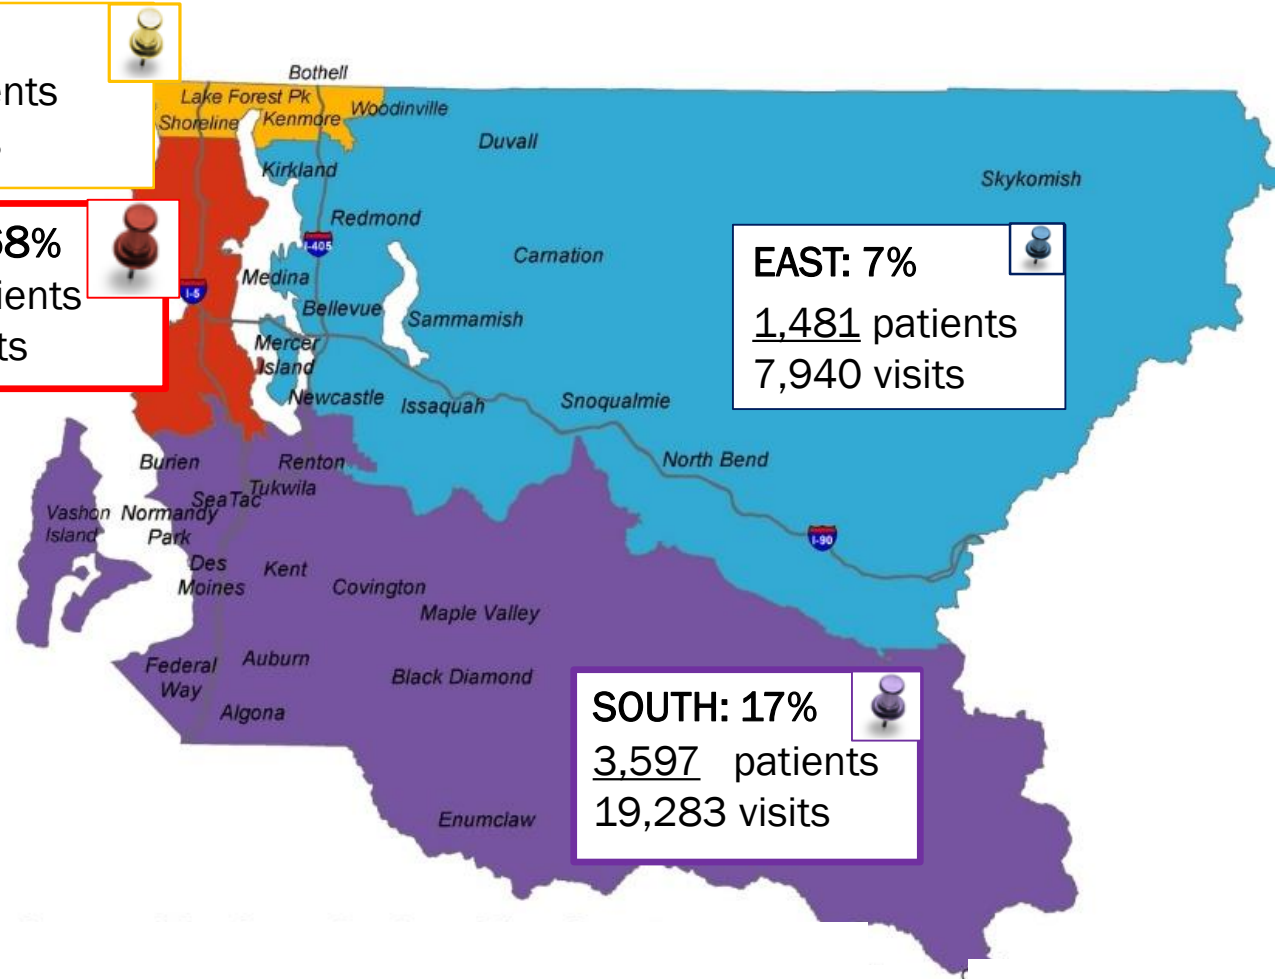 ents
68%
ients
ts
Bothell
Lake Forest Pk
Woodinville
Shoreline
Kenmore
Duvall
Kirkland
Skykomish
Redmond
I-405
Carnation
Medina
I-5
Bellevue
Sammamish
Mercer
Island
Newcastle
Issaquah
Snoqualmie
North Bend
EAST: 7%
1,481 patients
7,940 visits
Burien
Renton
Tukwila
SeaTac
Vashon
Island
Normandy
Park
I-90
Des
Moines
Kent
Covington
Maple Valley
Federal
Way
Auburn
Black Diamond
Algona
Enumclaw
SOUTH: 17%
3,597 patients
19,283 visits